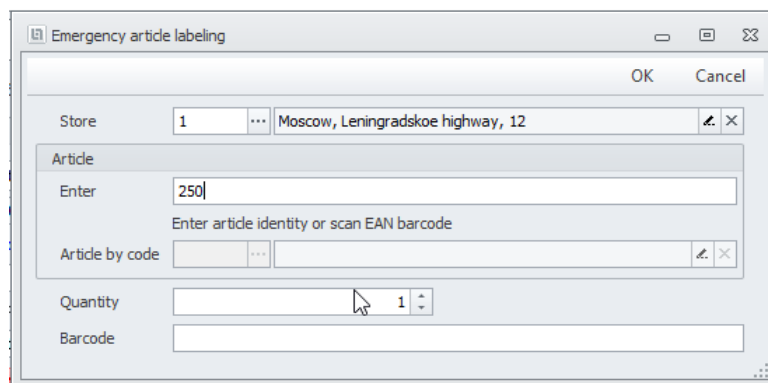 Emergency article labeling
OK Cancel
Store 1 ... Moscow, Leningradskoe highway, 12
Article
Enter 250
Enter article identity or scan EAN barcode
Article by code ...
Quantity 1
Barcode